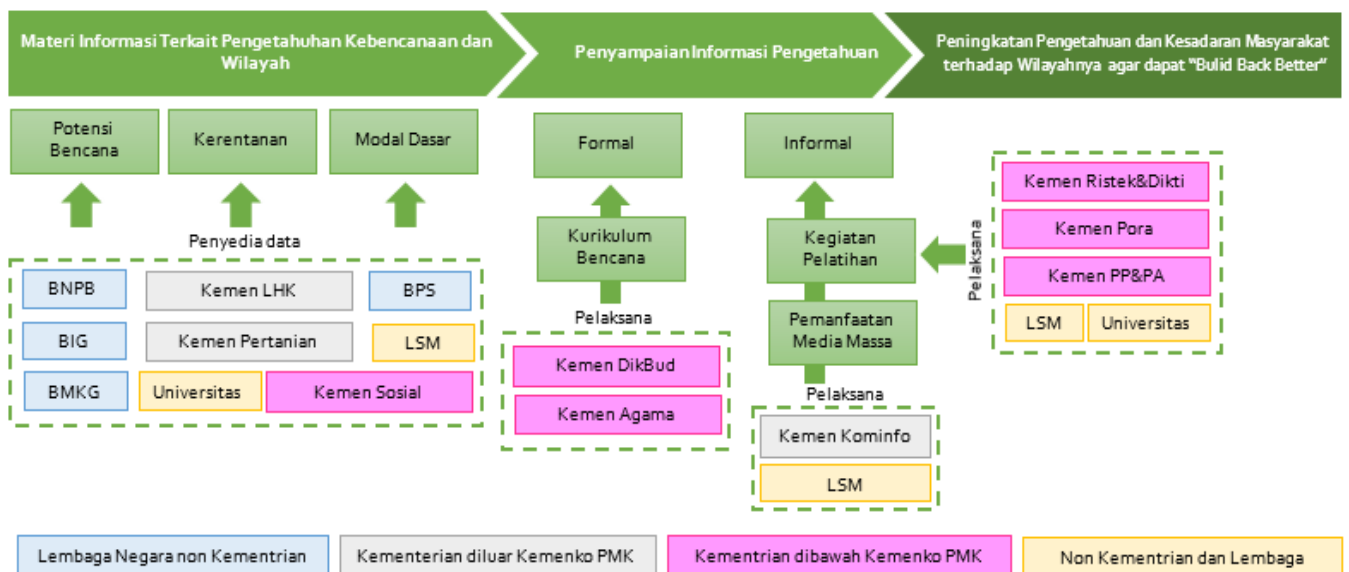 Materi Informasi Terkait Pengetahuhan Kebencanaan dan
Wilayah
Penyampaian Informasi Pengetahuan
Peningkatan Pengetahuan dan Kesadaran Masyarakat
terhadap Wilayahnya agar dapat "Bulid Back Better"
Potensi
Bencana
Kerentanan
Modal Dasar
Formal
Informal
Penyedia data
BNPB
Kemen LHK
BPS
BIG
Kemen Pertanian
LSM
BMKG
Universitas
Kemen Sosial
Kurikulum
Bencana
Pelaksana
Kemen DikBud
Kemen Agama
Kegiatan
Pelatihan
Pemanfaatan
Media Massa
Pelaksana
Kemen Kominfo
LSM
Pelaksana
Kemen Ristek&Dikti
Kemen Pora
Kemen PP&PA
LSM
Universitas
Lembaga Negara non Kementrian
Kementerian diluar Kemenko PMK
Kementrian dibawah Kemenko PMK
Non Kementrian dan Lembaga